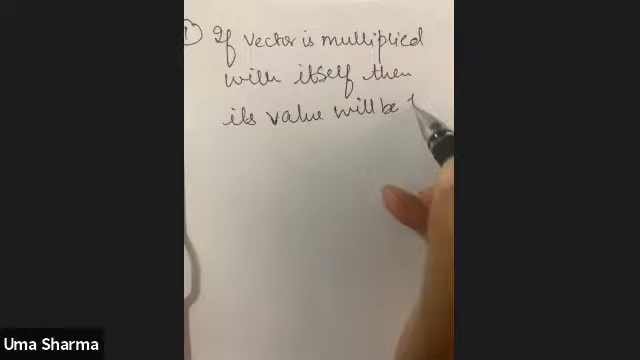 ① If vector is multiplied
with itself then
its value will be
Uma Sharma